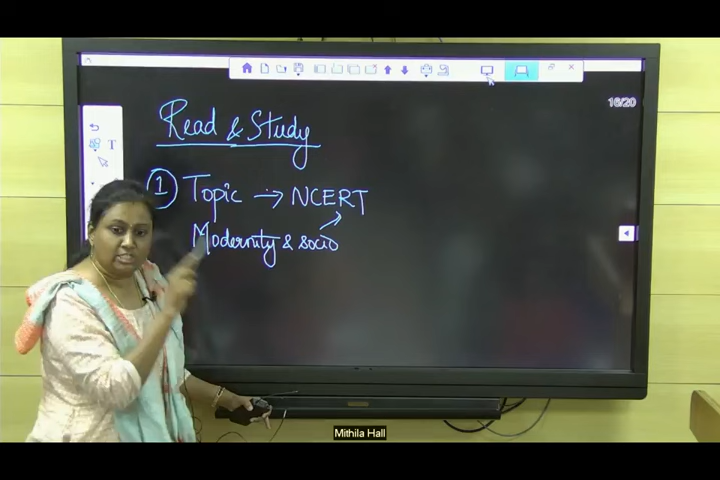 16/20
T
Read & Study
① Topic → NCERT
Modernity & socio
Mithila Hall